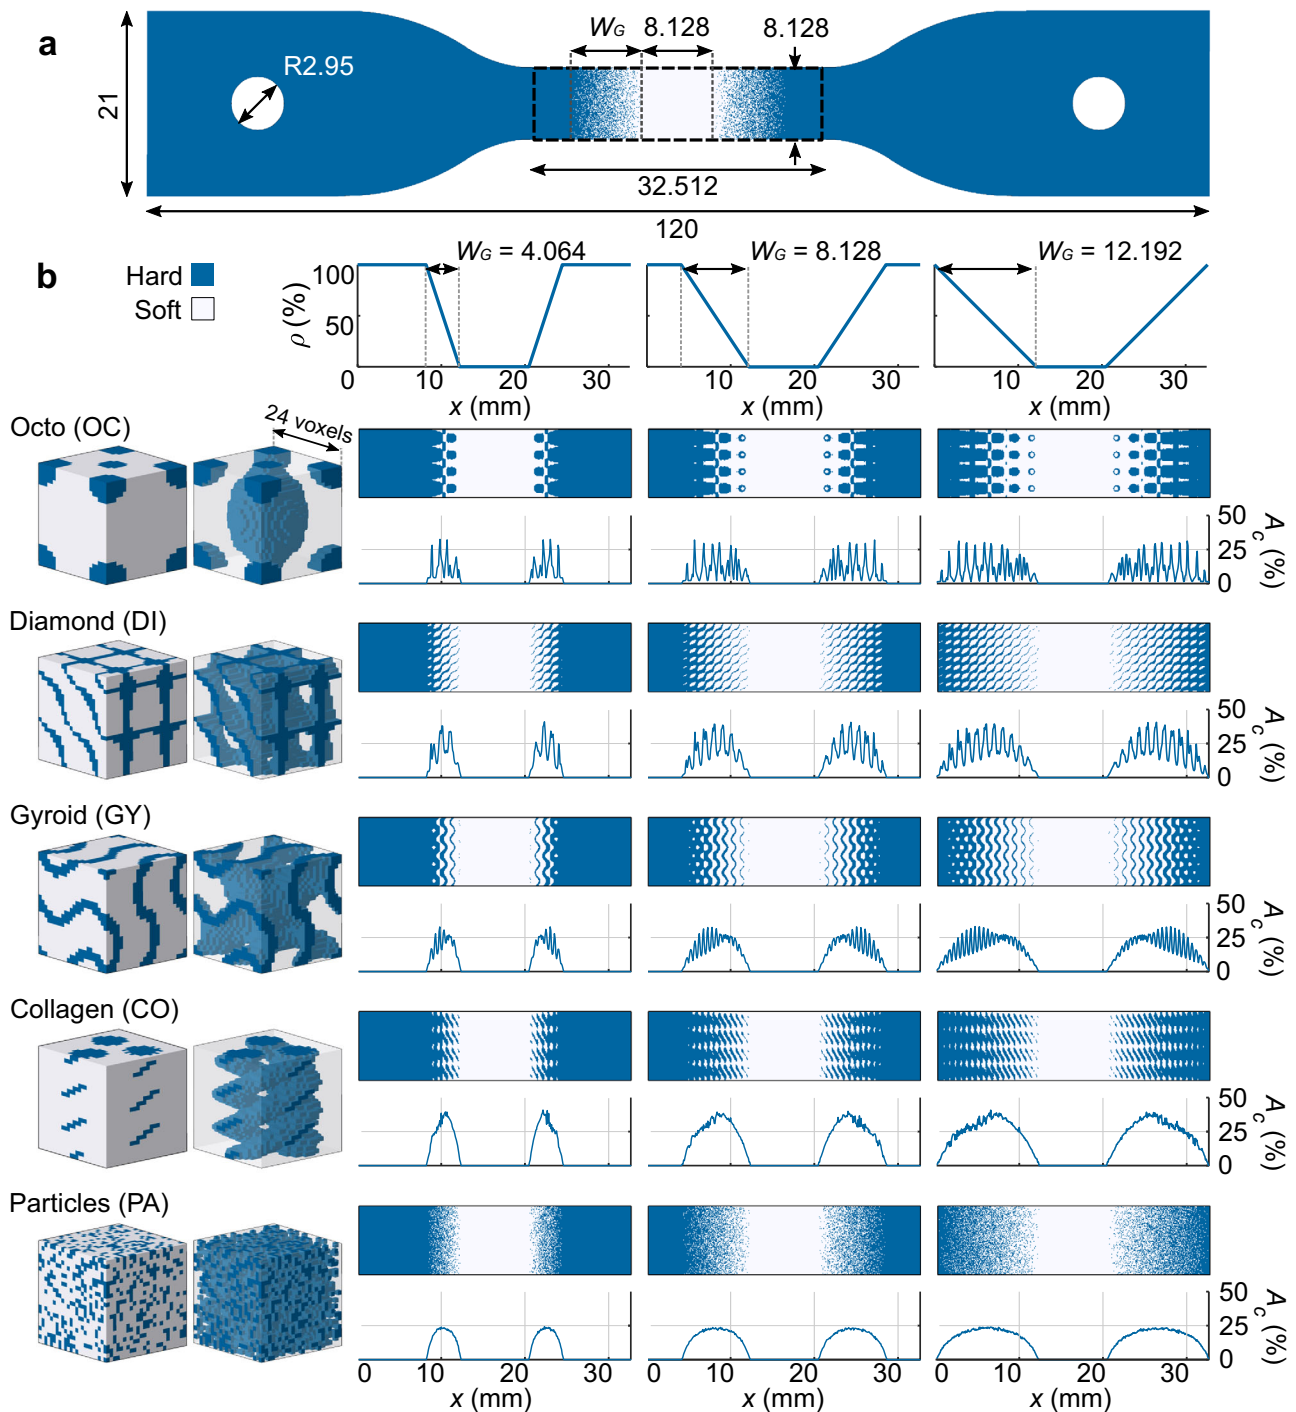 a
W_G 8.128 8.128
R2.95
21
32.512
120
b
Hard
Soft
W_G = 4.064 W_G = 8.128 W_G = 12.192
ρ (%)
100
50
0 10 20 30 10 20 30 10 20 30
x (mm) x (mm) x (mm)
Octo (OC)
24 voxels
50
25
0
A_c (%)
Diamond (DI)
50
25
0
A_c (%)
Gyroid (GY)
50
25
0
A_c (%)
Collagen (CO)
50
25
0
A_c (%)
Particles (PA)
50
25
0
A_c (%)
0 10 20 30 0 10 20 30 0 10 20 30
x (mm) x (mm) x (mm)